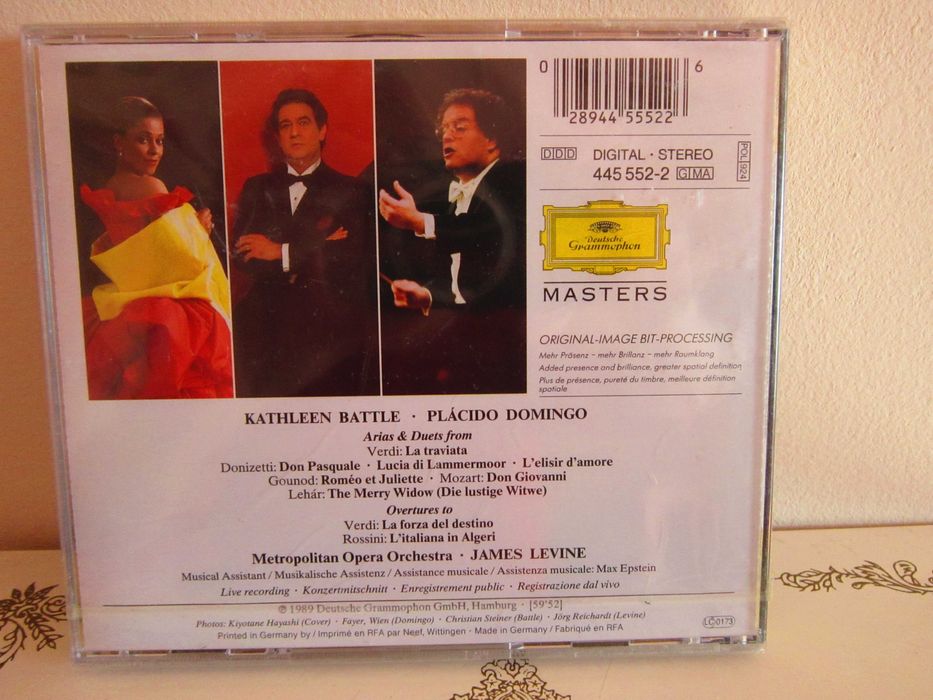 0 28944 55522 6
DDD DIGITAL · STEREO
445 552-2 GMA
POL 924
Deutsche
Grammophon
MASTERS
ORIGINAL-IMAGE BIT-PROCESSING
Mehr Präsenz – mehr Brillanz – mehr Raumklang
Added presence and brilliance, greater spatial definition
Plus de présence, pureté du timbre, meilleure définition
spatiale
KATHLEEN BATTLE · PLÁCIDO DOMINGO
Arias & Duets from
Verdi: La traviata
Donizetti: Don Pasquale · Lucia di Lammermoor · L'elisir d'amore
Gounod: Roméo et Juliette · Mozart: Don Giovanni
Lehár: The Merry Widow (Die lustige Witwe)
Overtures to
Verdi: La forza del destino
Rossini: L'italiana in Algeri
Metropolitan Opera Orchestra · JAMES LEVINE
Musical Assistant / Musikalische Assistenz / Assistance musicale / Assistenza musicale: Max Epstein
Live recording · Konzertmitschnitt · Enregistrement public · Registrazione dal vivo
℗ 1989 Deutsche Grammophon GmbH, Hamburg · [59'52]
Photos: Kiyotane Hayashi (Cover) · Fayer, Wien (Domingo) · Christian Steiner (Battle) · Jörg Reichardt (Levine)
Printed in Germany by / Imprimé en RFA par Neef, Wittingen · Made in Germany / Fabriqué en RFA
LC 0173